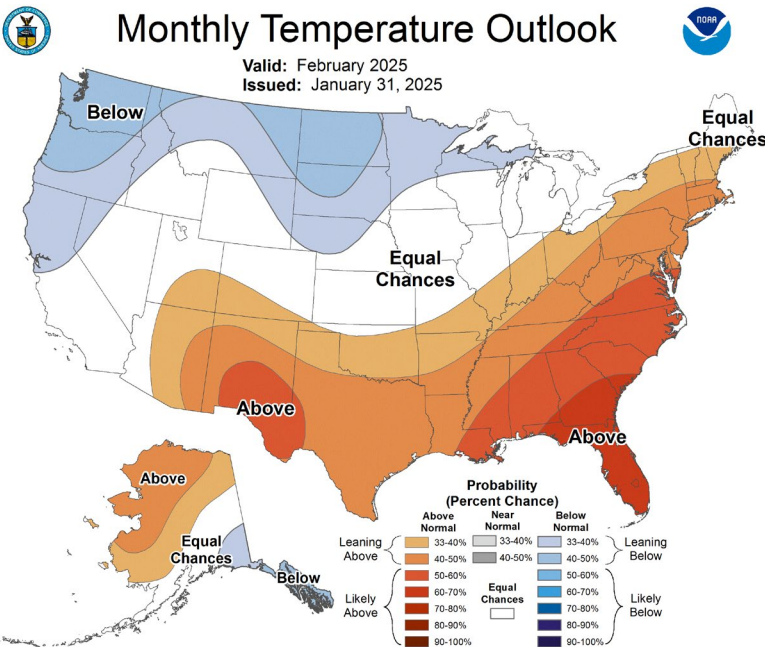 Monthly Temperature Outlook
Valid: February 2025
Issued: January 31, 2025
NOAA
Below
Equal
Chances
Equal
Chances
Above
Above
Above
Equal
Chances
Below
Probability
(Percent Chance)
Above
Normal
Near
Normal
Below
Normal
Leaning
Above
33-40%
40-50%
33-40%
40-50%
33-40%
40-50%
Leaning
Below
Likely
Above
50-60%
60-70%
70-80%
80-90%
90-100%
Equal
Chances
50-60%
60-70%
70-80%
80-90%
90-100%
Likely
Below